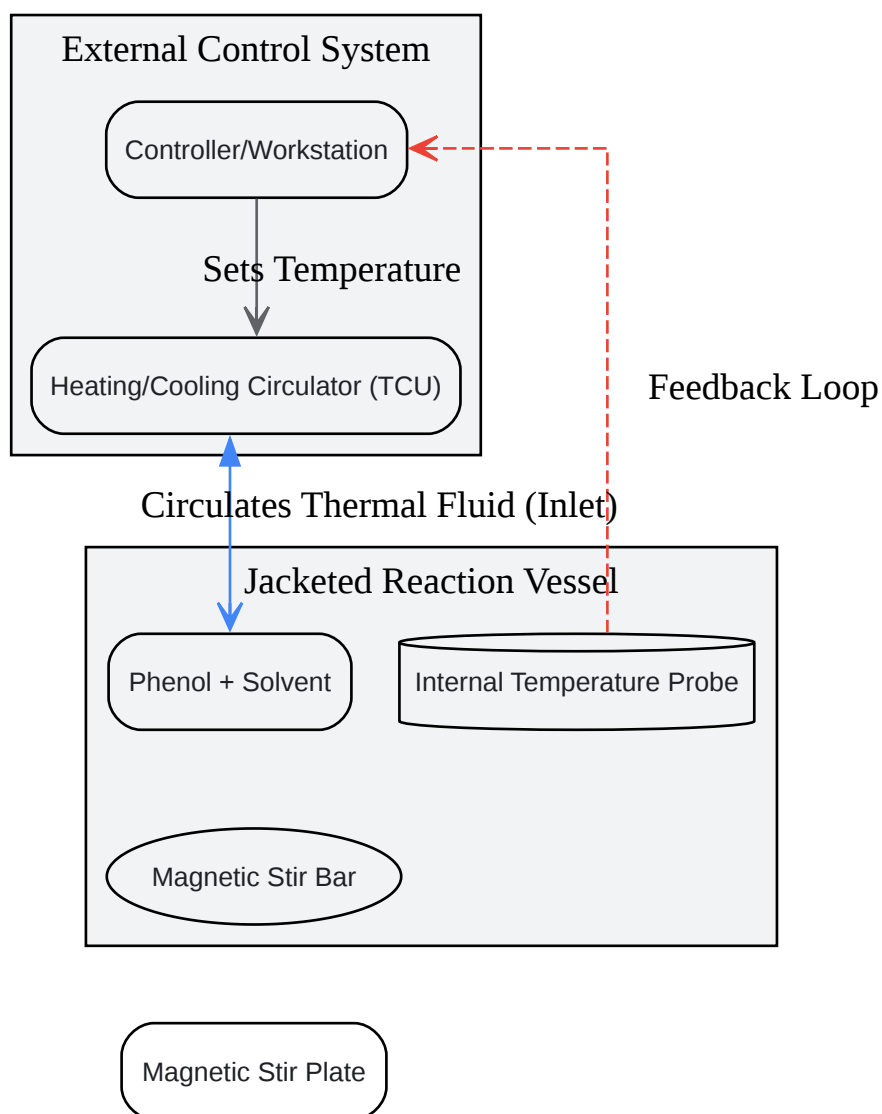 External Control System
Controller/Workstation
Sets Temperature
Heating/Cooling Circulator (TCU)
Feedback Loop
Circulates Thermal Fluid (Inlet)
Jacketed Reaction Vessel
Phenol + Solvent
Internal Temperature Probe
Magnetic Stir Bar
Magnetic Stir Plate